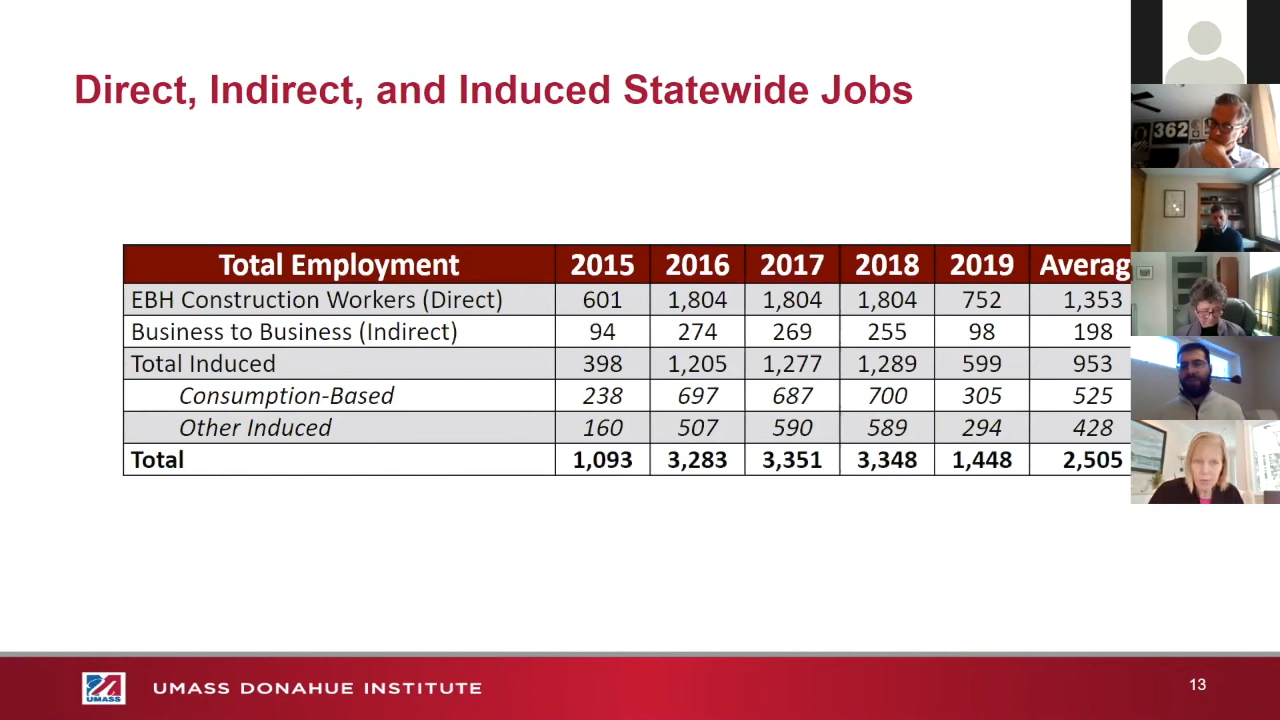 Direct, Indirect, and Induced Statewide Jobs
362
Total Employment 2015 2016 2017 2018 2019 Averag
EBH Construction Workers (Direct) 601 1,804 1,804 1,804 752 1,353
Business to Business (Indirect) 94 274 269 255 98 198
Total Induced 398 1,205 1,277 1,289 599 953
Consumption-Based 238 697 687 700 305 525
Other Induced 160 507 590 589 294 428
Total 1,093 3,283 3,351 3,348 1,448 2,505
UMASS
UMASS DONAHUE INSTITUTE
13